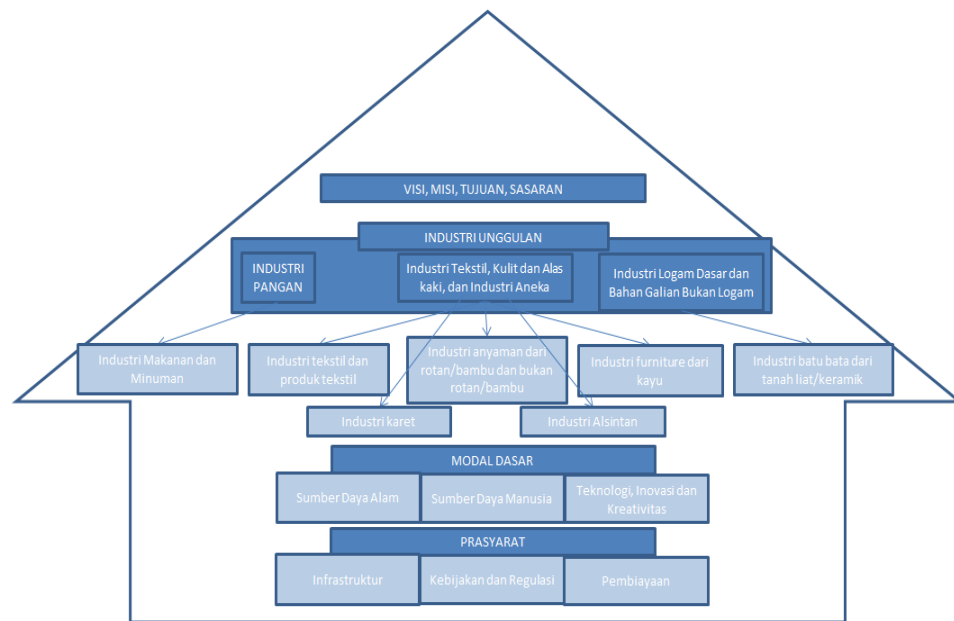 VISI, MISI, TUJUAN, SASARAN
INDUSTRI UNGGULAN
INDUSTRI
PANGAN
Industri Tekstil, Kulit dan Alas
kaki, dan Industri Aneka
Industri Logam Dasar dan
Bahan Galian Bukan Logam
Industri Makanan dan
Minuman
Industri tekstil dan
produk tekstil
Industri anyaman dari
rotan/bambu dan bukan
rotan/bambu
Industri furniture dari
kayu
Industri batu bata dari
tanah liat/keramik
Industri karet
Industri Alsintan
MODAL DASAR
Sumber Daya Alam
Sumber Daya Manusia
Teknologi, Inovasi dan
Kreativitas
PRASYARAT
Infrastruktur
Kebijakan dan Regulasi
Pembiayaan